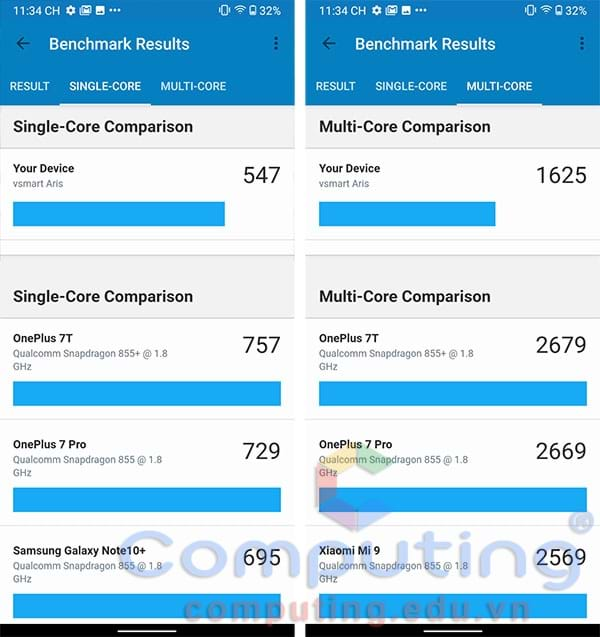 11:34 CH
32%
Benchmark Results
RESULT SINGLE-CORE MULTI-CORE
Single-Core Comparison
Your Device
547
vsmart Aris
Single-Core Comparison
OnePlus 7T
757
Qualcomm Snapdragon 855+ @ 1.8
GHz
OnePlus 7 Pro
729
Qualcomm Snapdragon 855 @ 1.8
GHz
Samsung Galaxy Note10+
695
Qualcomm Snapdragon 855 @ 1.8
GHz
11:34 CH
32%
Benchmark Results
RESULT SINGLE-CORE MULTI-CORE
Multi-Core Comparison
Your Device
1625
vsmart Aris
Multi-Core Comparison
OnePlus 7T
2679
Qualcomm Snapdragon 855+ @ 1.8
GHz
OnePlus 7 Pro
2669
Qualcomm Snapdragon 855 @ 1.8
GHz
Xiaomi Mi 9
2569
Qualcomm Snapdragon 855 @ 1.8
GHz
Computing®
computing.edu.vn